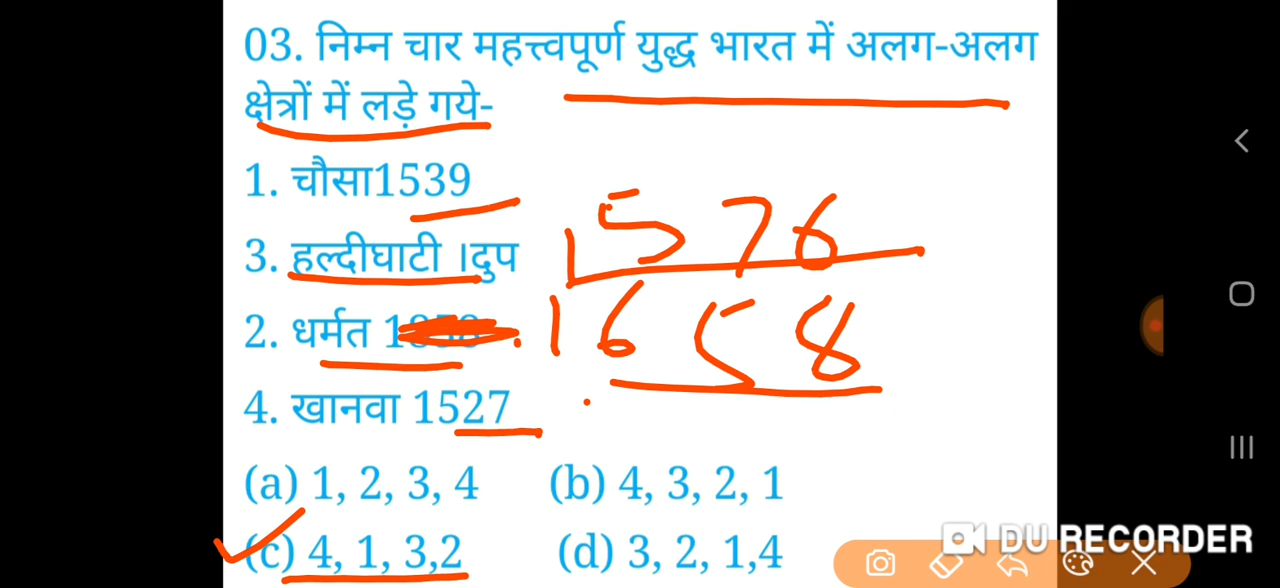 03. निम्न चार महत्त्वपूर्ण युद्ध भारत में अलग-अलग
क्षेत्रों में लड़े गये-
1. चौसा1539
1576
3. हल्दीघाटी ।दुप
2. धर्मत 1
1658
4. खानवा 1527
(a) 1, 2, 3, 4 (b) 4, 3, 2, 1
(c) 4, 1, 3,2 (d) 3, 2, 1,4
DU RECORDER